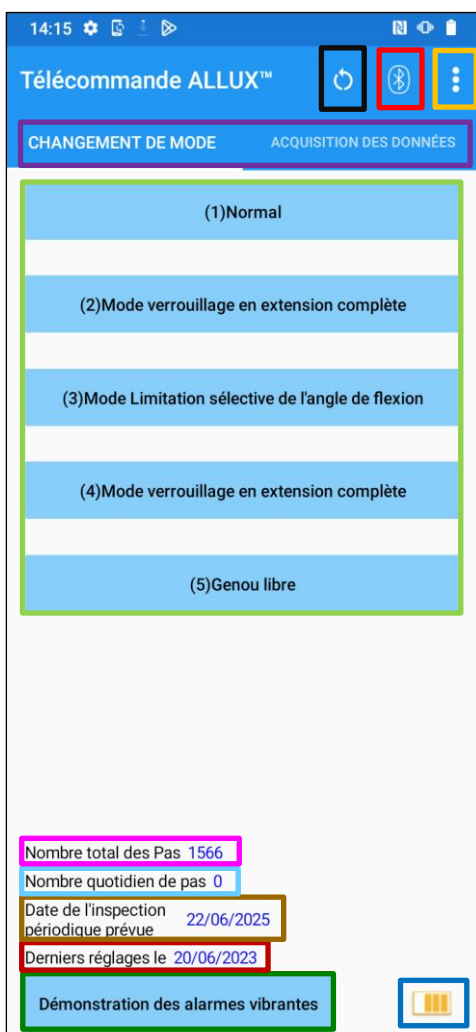 14:15
Télécommande ALLUX™
CHANGEMENT DE MODE ACQUISITION DES DONNÉES
(1)Normal
(2)Mode verrouillage en extension complète
(3)Mode Limitation sélective de l'angle de flexion
(4)Mode verrouillage en extension complète
(5)Genou libre
Nombre total des Pas 1566
Nombre quotidien de pas 0
Date de l'inspection
périodique prévue 22/06/2025
Derniers réglages le 20/06/2023
Démonstration des alarmes vibrantes